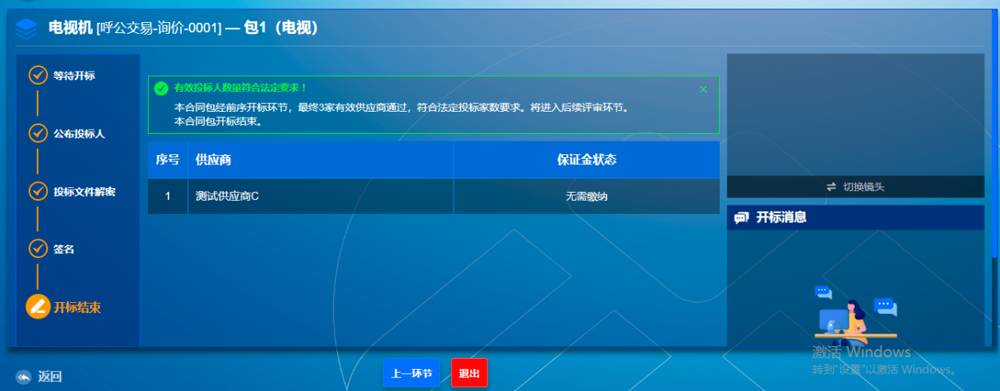 电视机 [呼公交易-询价-0001] — 包1（电视）
等待开标
公布投标人
投标文件解密
签名
开标结束
有效投标人数量符合法定要求！
本合同包经前序开标环节，最终3家有效供应商通过，符合法定投标家数要求。将进入后续评审环节。
本合同包开标结束。
序号 供应商 保证金状态
1 测试供应商C 无需缴纳
切换镜头
开标消息
激活 Windows
转到"设置"以激活 Windows。
返回
上一环节
退出